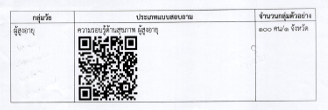 กลุ่มวัย ประเภทแบบสอบถาม จำนวนกลุ่มตัวอย่าง
ผู้สูงอายุ ความรอบรู้ด้านสุขภาพ ผู้สูงอายุ ๑๐๐ คน/๑ จังหวัด